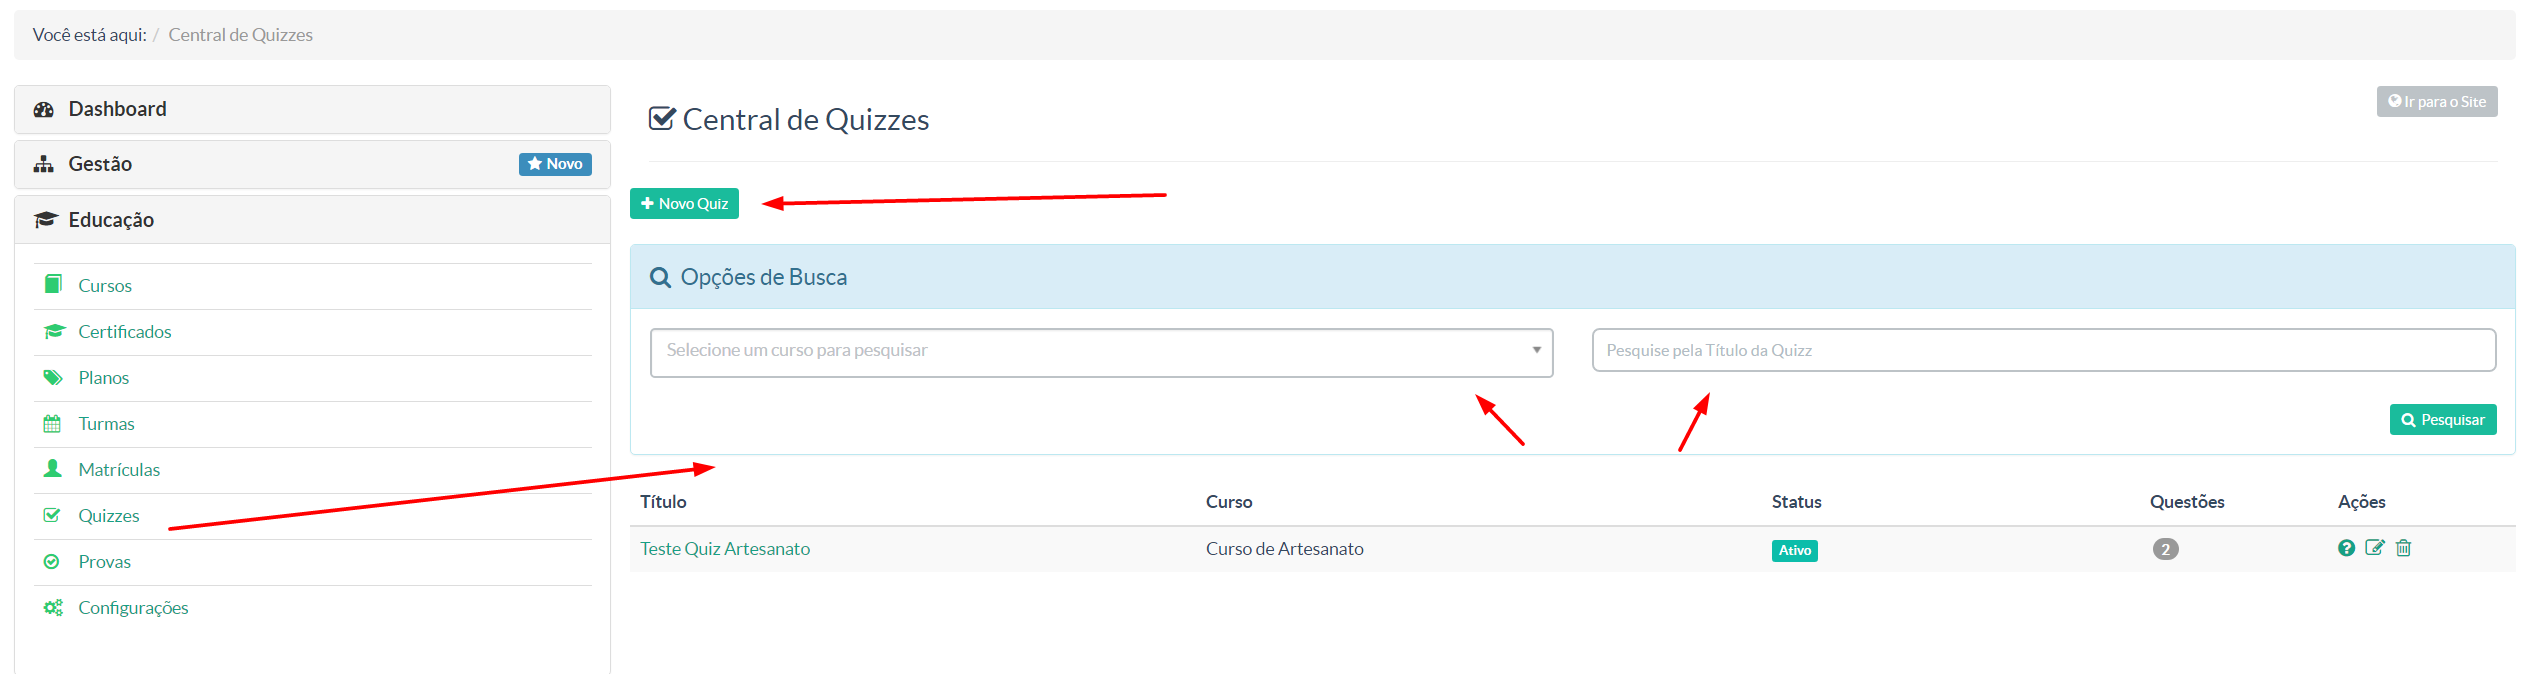 Você está aqui: / Central de Quizzes
Dashboard
Gestão
Novo
Educação
Cursos
Certificados
Planos
Turmas
Matrículas
Quizzes
Provas
Configurações
Central de Quizzes
Ir para o Site
Novo Quiz
Opções de Busca
Selecione um curso para pesquisar
Pesquise pela Título da Quizz
Pesquisar
Título Curso Status Questões Ações
Teste Quiz Artesanato Curso de Artesanato Ativo 2